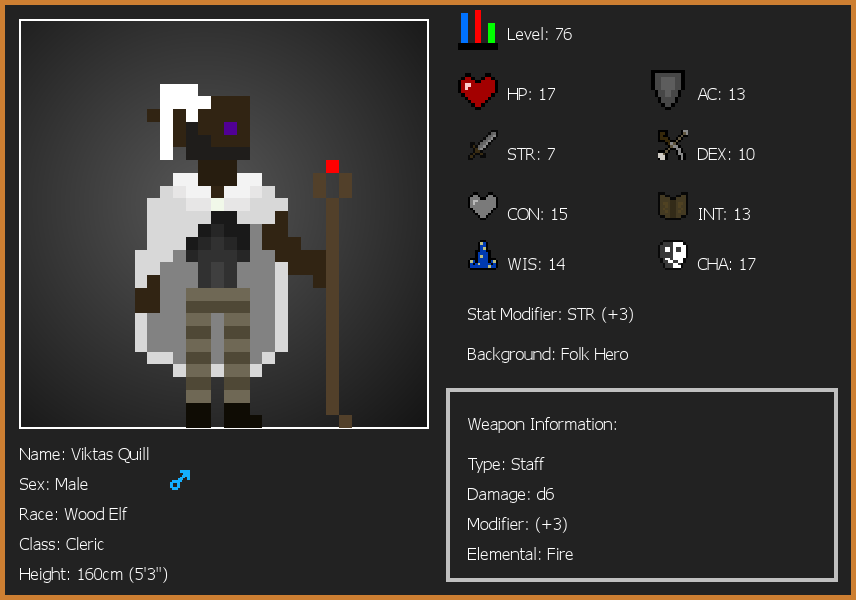 Level: 76
HP: 17
AC: 13
STR: 7
DEX: 10
CON: 15
INT: 13
WIS: 14
CHA: 17
Stat Modifier: STR (+3)
Background: Folk Hero
Weapon Information:
Type: Staff
Damage: d6
Modifier: (+3)
Elemental: Fire
Name: Viktas Quill
Sex: Male
Race: Wood Elf
Class: Cleric
Height: 160cm (5'3")